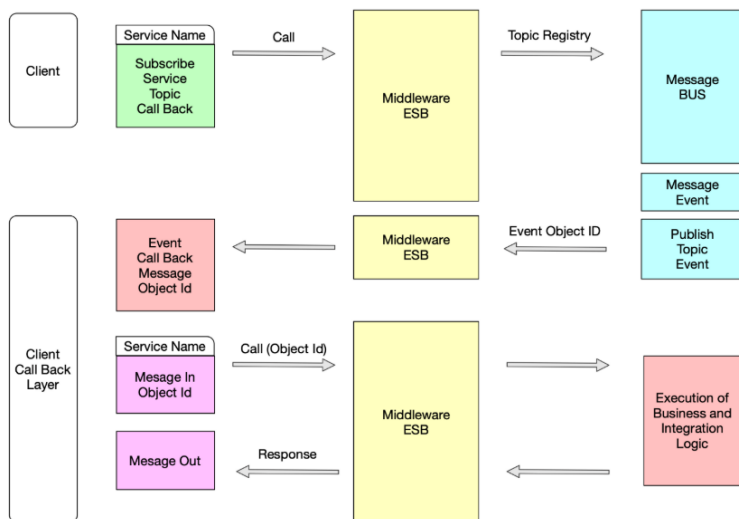 Service Name
Call
Topic Registry
Client
Subscribe
Service
Topic
Call Back
Middleware
ESB
Message
BUS
Message
Event
Event
Call Back
Message
Object Id
Middleware
ESB
Event Object ID
Publish
Topic
Event
Client
Call Back
Layer
Service Name
Call (Object Id)
Mesage In
Object Id
Middleware
ESB
Execution of
Business and
Integration
Logic
Mesage Out
Response